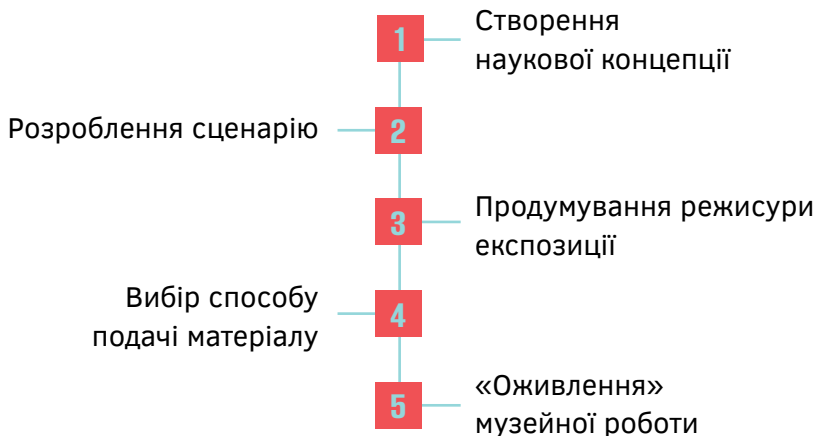 1
Створення
наукової концепції
Розроблення сценарію
2
3
Продумування режисури
експозиції
Вибір способу
подачі матеріалу
4
5
«Оживлення»
музейної роботи